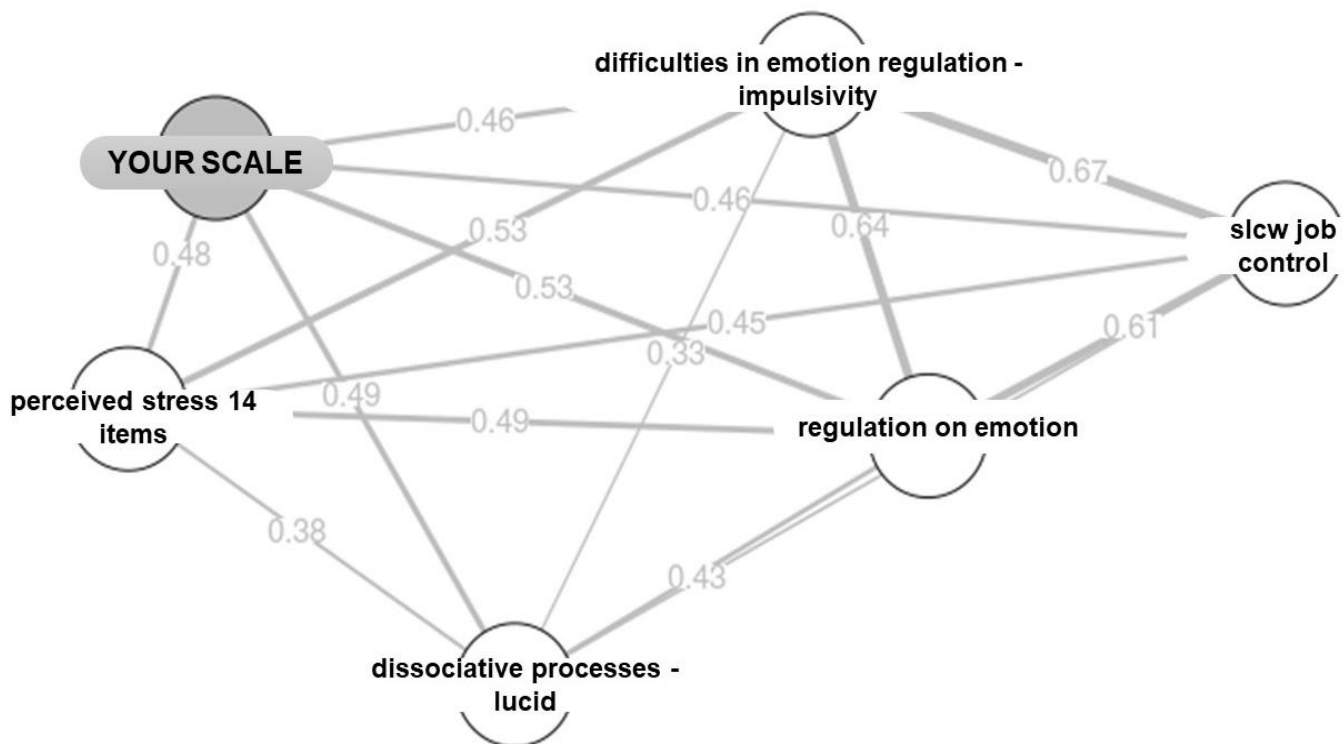 difficulties in emotion regulation -
impulsivity
0.46
YOUR SCALE
0.67
0.46
0.64
0.53
slcw job
control
0.48
0.53
0.45
0.61
0.33
0.49
perceived stress 14
items
0.49
regulation on emotion
0.38
0.43
dissociative processes -
lucid